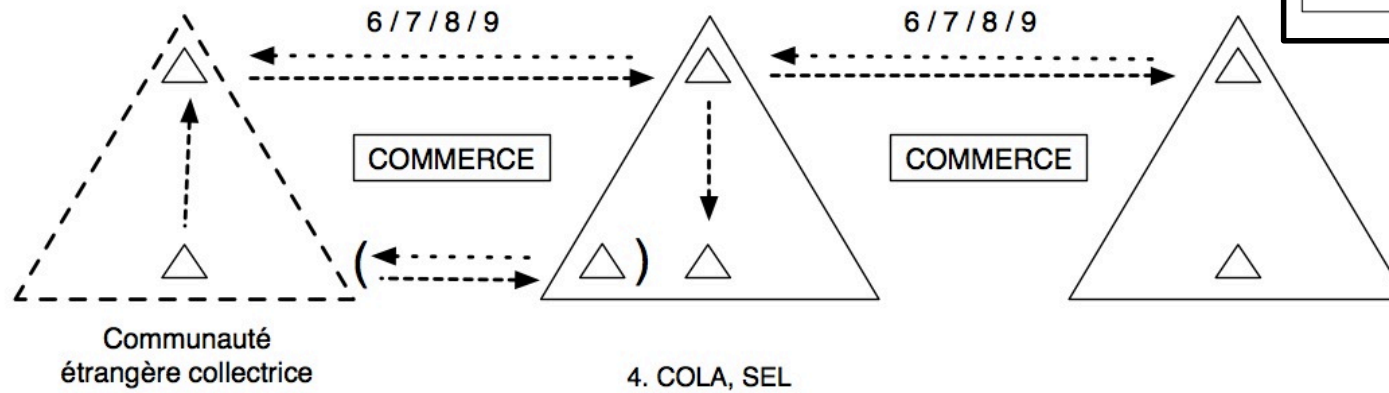 6 / 7 / 8 / 9
6 / 7 / 8 / 9
COMMERCE
COMMERCE
(
)
Communauté
étrangère collectrice
4. COLA, SEL